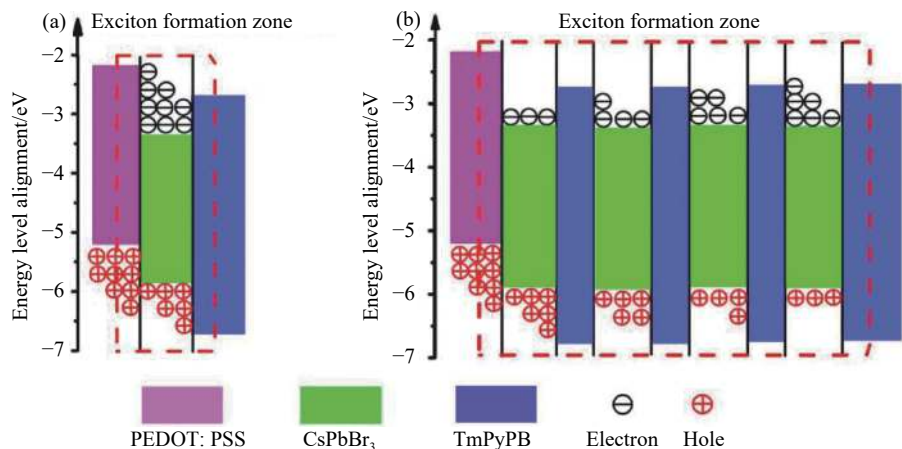 (a) Exciton formation zone
−2
−3
−4
−5
−6
−7
Energy level alignment/eV
(b) Exciton formation zone
−2
−3
−4
−5
−6
−7
Energy level alignment/eV
PEDOT: PSS
CsPbBr₃
TmPyPB
Electron
Hole